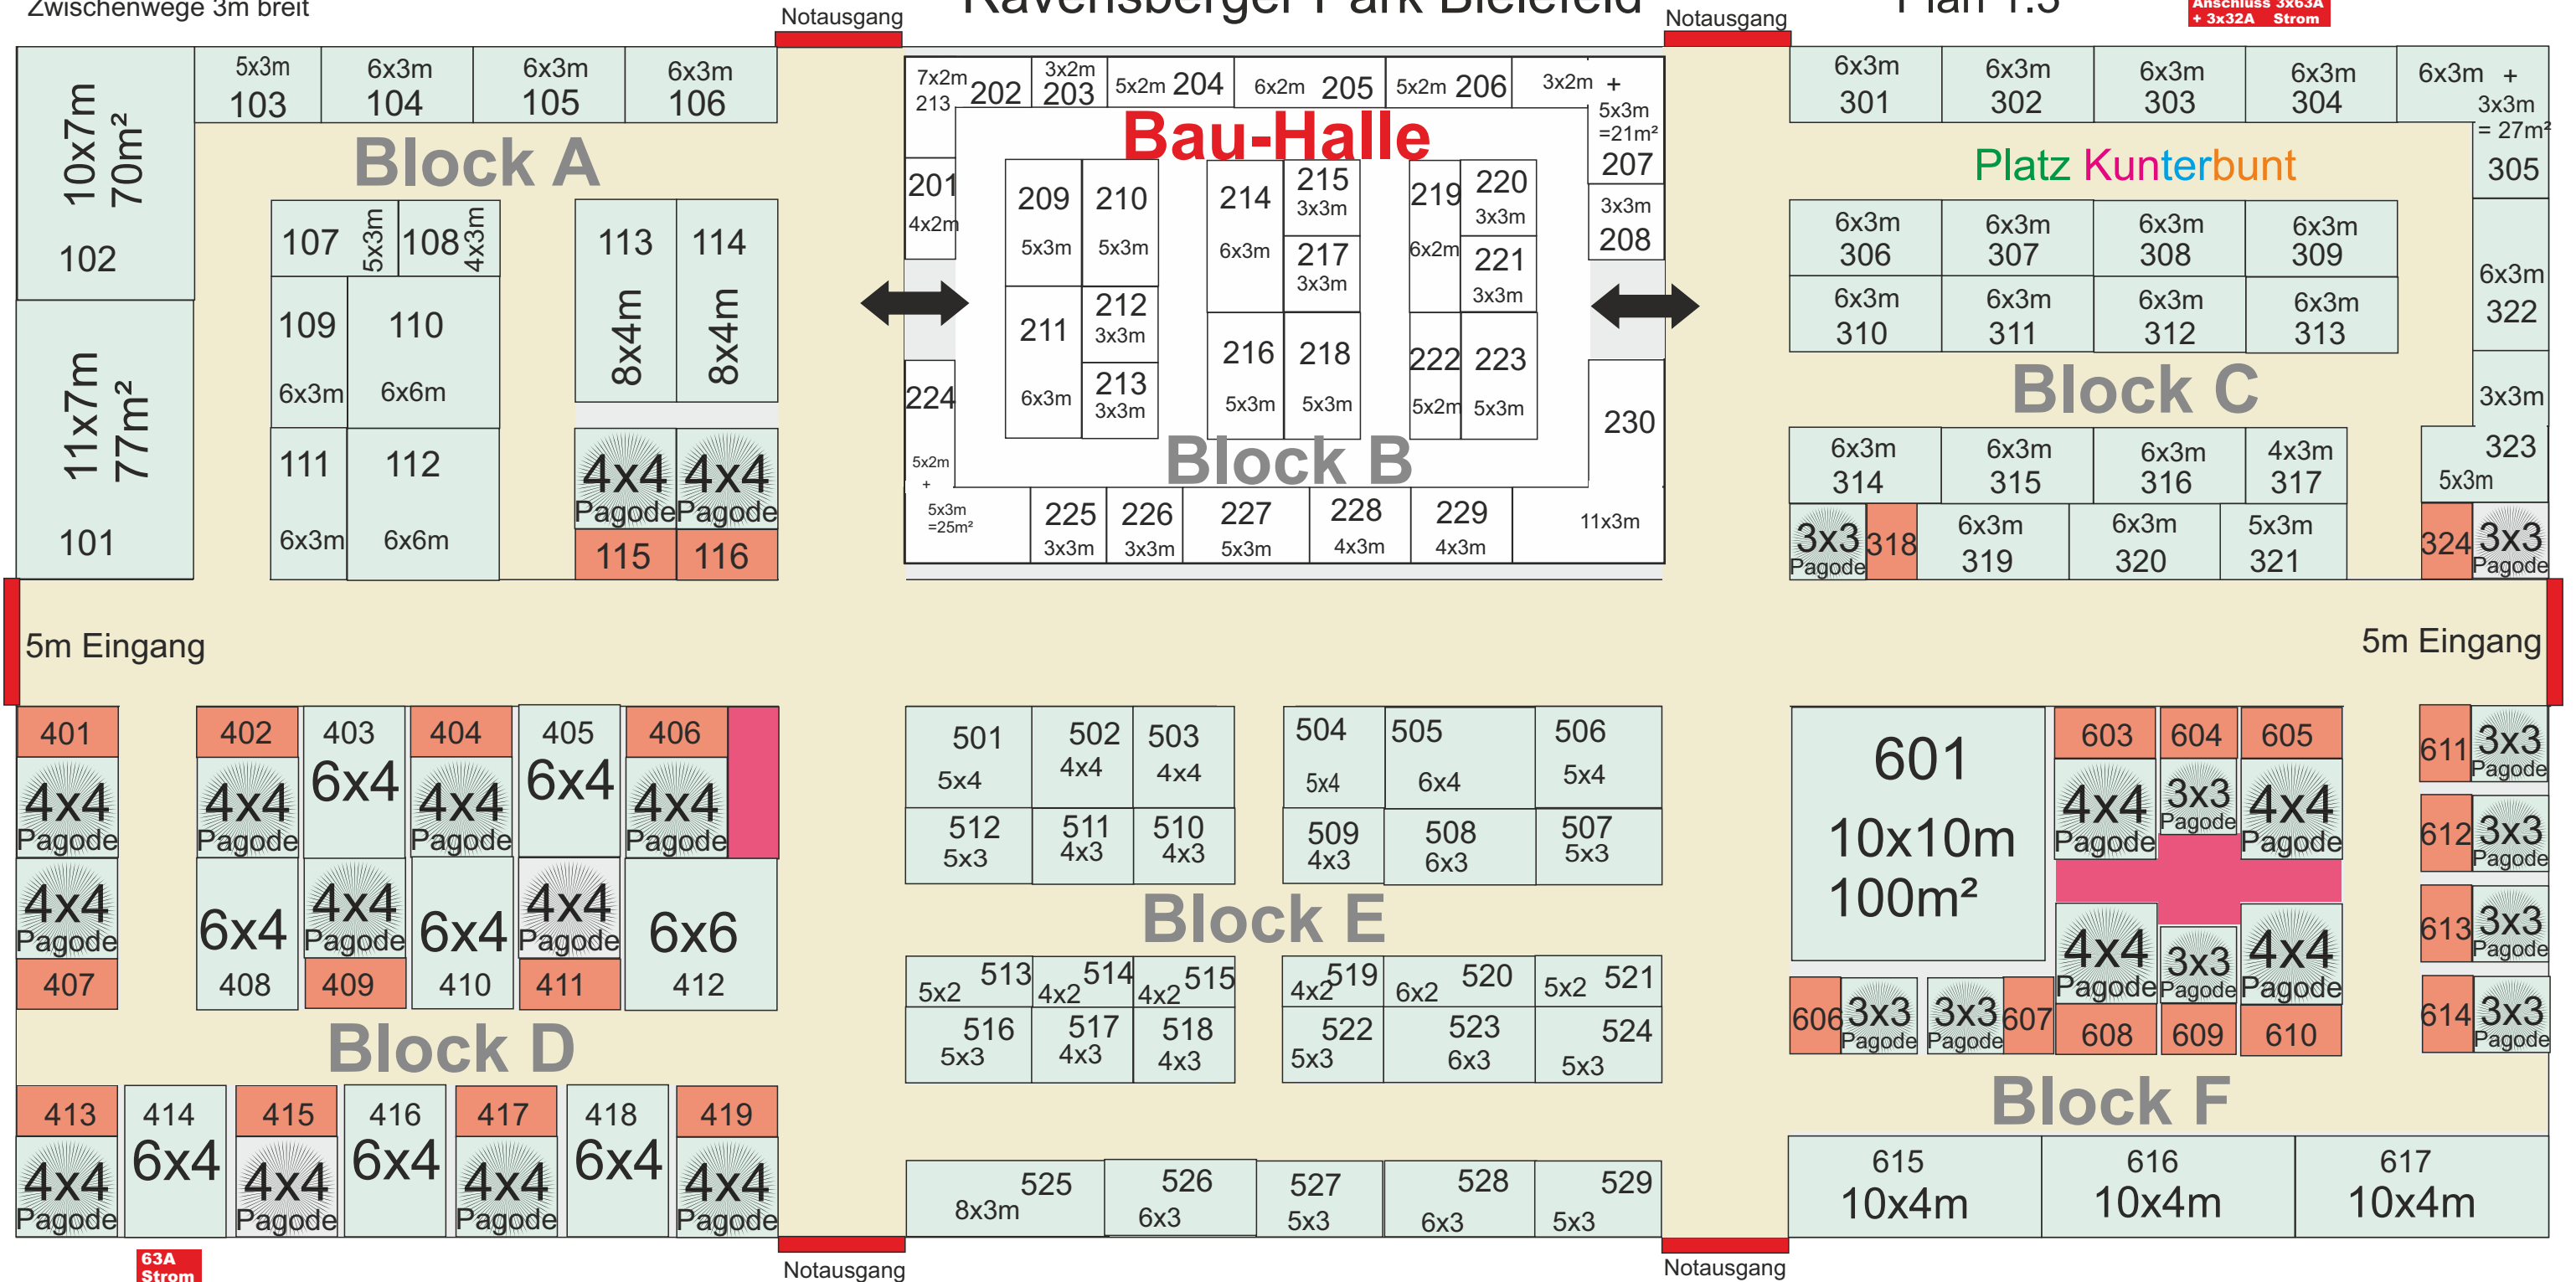 Zwischenwege 3m breit
Ravensberger Park Bielefeld
Plan 1.3
Anschluss 3x63A
+ 3x32A Strom
Notausgang
Notausgang
10x7m
70m²
102
5x3m
103
6x3m
104
6x3m
105
6x3m
106
Block A
11x7m
77m²
101
107
5x3m
108
4x3m
109
6x3m
110
6x6m
111
6x3m
112
6x6m
113
8x4m
114
8x4m
4x4
Pagode
115
4x4
Pagode
116
7x2m
213
202
3x2m
203
5x2m 204
6x2m 205
5x2m 206
3x2m +
5x3m
=21m²
207
Bau-Halle
201
4x2m
3x3m
208
209
5x3m
210
5x3m
211
6x3m
212
3x3m
213
3x3m
214
6x3m
215
3x3m
217
3x3m
216
5x3m
218
5x3m
219
6x2m
220
3x3m
221
3x3m
222
5x2m
223
5x3m
224
5x2m
+
5x3m
=25m²
Block B
225
3x3m
226
3x3m
227
5x3m
228
4x3m
229
4x3m
230
11x3m
6x3m
301
6x3m
302
6x3m
303
6x3m
304
6x3m +
3x3m
= 27m²
305
Platz Kunterbunt
6x3m
306
6x3m
307
6x3m
308
6x3m
309
6x3m
310
6x3m
311
6x3m
312
6x3m
313
6x3m
322
Block C
3x3m
323
5x3m
6x3m
314
6x3m
315
6x3m
316
4x3m
317
3x3
Pagode
318
6x3m
319
6x3m
320
5x3m
321
324
3x3
Pagode
5m Eingang
5m Eingang
401
4x4
Pagode
402
4x4
Pagode
403
6x4
404
4x4
Pagode
405
6x4
406
4x4
Pagode
4x4
Pagode
407
6x4
408
4x4
Pagode
409
6x4
410
4x4
Pagode
411
6x6
412
Block D
413
4x4
Pagode
414
6x4
415
4x4
Pagode
416
6x4
417
4x4
Pagode
418
6x4
419
4x4
Pagode
501
5x4
502
4x4
503
4x4
504
5x4
505
6x4
506
5x4
512
5x3
511
4x3
510
4x3
509
4x3
508
6x3
507
5x3
Block E
513
5x2
514
4x2
515
4x2
519
4x2
520
6x2
521
5x2
516
5x3
517
4x3
518
4x3
522
5x3
523
6x3
524
5x3
525
8x3m
526
6x3
527
5x3
528
6x3
529
5x3
601
10x10m
100m²
603
4x4
Pagode
604
3x3
Pagode
605
4x4
Pagode
606
3x3
Pagode
3x3
Pagode
607
4x4
Pagode
608
3x3
Pagode
609
4x4
Pagode
610
611
3x3
Pagode
612
3x3
Pagode
613
3x3
Pagode
614
3x3
Pagode
Block F
615
10x4m
616
10x4m
617
10x4m
63A
Strom
Notausgang
Notausgang